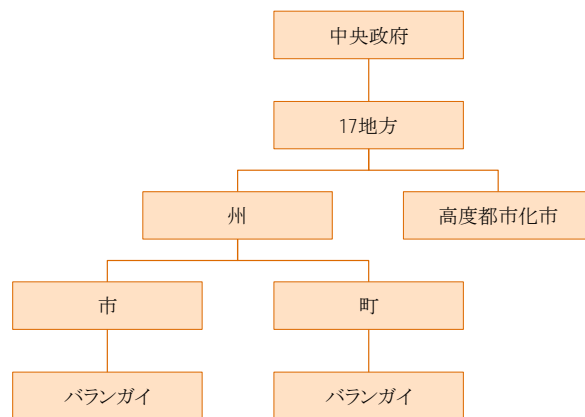 中央政府
17地方
州
高度都市化市
市
町
バランガイ
バランガイ